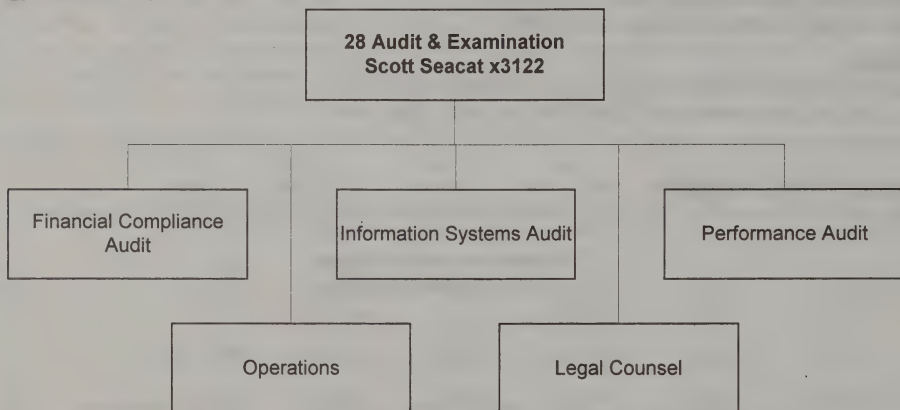 28 Audit & Examination
Scott Seacat x3122
Financial Compliance
Audit
Information Systems Audit
Performance Audit
Operations
Legal Counsel